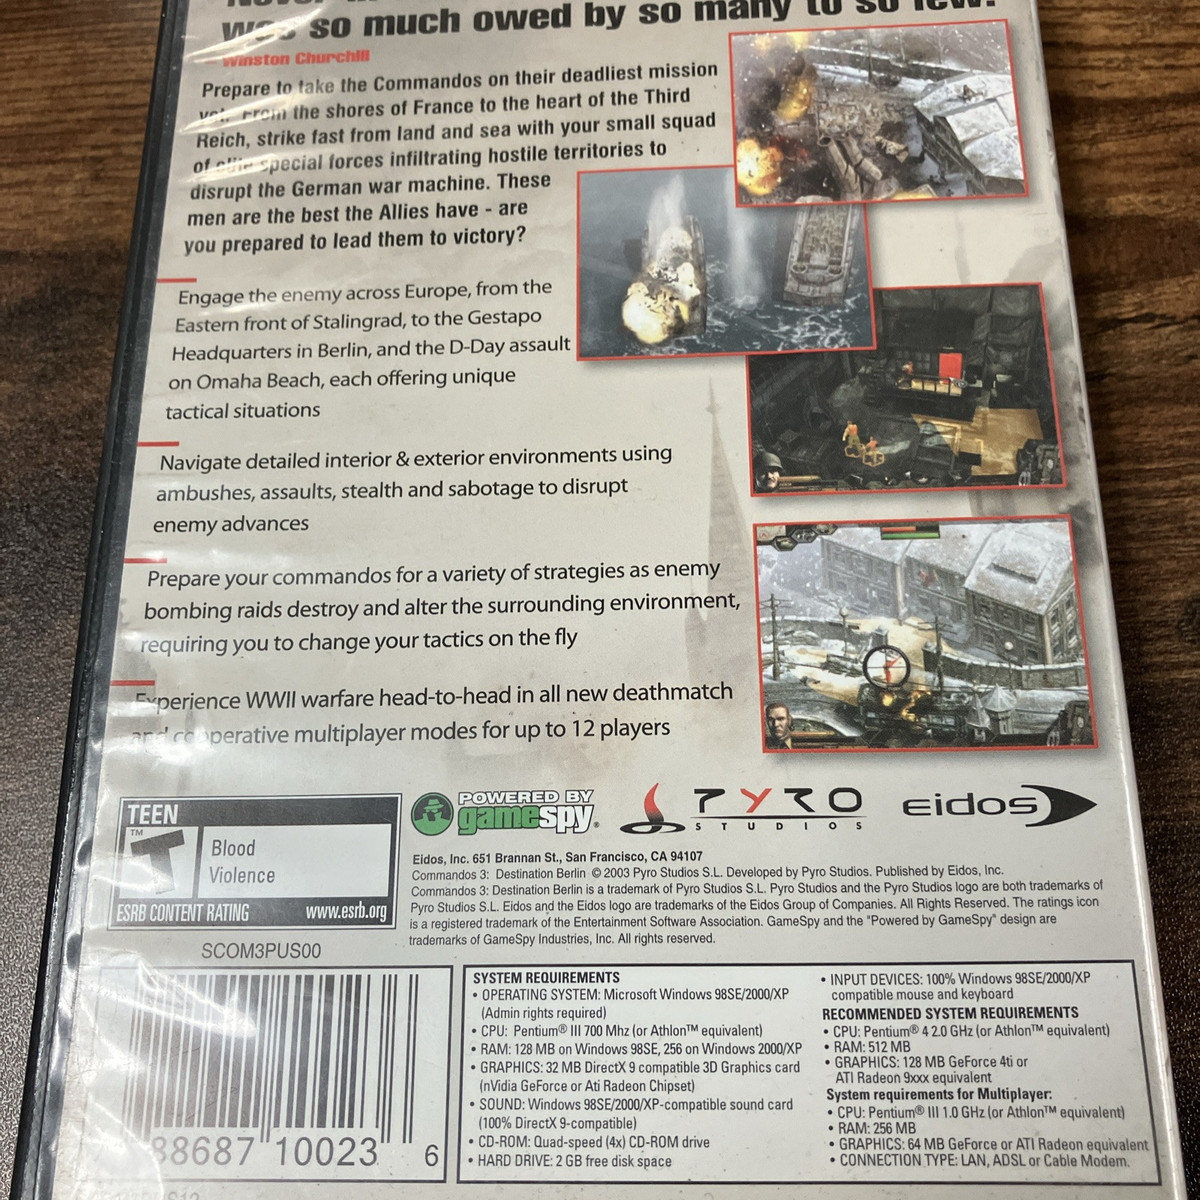 was so much owed by so many to so few."
– Winston Churchill
Prepare to take the Commandos on their deadliest mission
yet. From the shores of France to the heart of the Third
Reich, strike fast from land and sea with your small squad
of elite special forces infiltrating hostile territories to
disrupt the German war machine. These
men are the best the Allies have - are
you prepared to lead them to victory?
Engage the enemy across Europe, from the
Eastern front of Stalingrad, to the Gestapo
Headquarters in Berlin, and the D-Day assault
on Omaha Beach, each offering unique
tactical situations
Navigate detailed interior & exterior environments using
ambushes, assaults, stealth and sabotage to disrupt
enemy advances
Prepare your commandos for a variety of strategies as enemy
bombing raids destroy and alter the surrounding environment,
requiring you to change your tactics on the fly
Experience WWII warfare head-to-head in all new deathmatch
and cooperative multiplayer modes for up to 12 players
TEEN
T™
Blood
Violence
ESRB CONTENT RATING www.esrb.org
POWERED BY
gamespy®
PYRO
STUDIOS
eidos
Eidos, Inc. 651 Brannan St., San Francisco, CA 94107
Commandos 3: Destination Berlin © 2003 Pyro Studios S.L. Developed by Pyro Studios. Published by Eidos, Inc.
Commandos 3: Destination Berlin is a trademark of Pyro Studios S.L. Pyro Studios and the Pyro Studios logo are both trademarks of
Pyro Studios S.L. Eidos and the Eidos logo are trademarks of the Eidos Group of Companies. All Rights Reserved. The ratings icon
is a registered trademark of the Entertainment Software Association. GameSpy and the "Powered by GameSpy" design are
trademarks of GameSpy Industries, Inc. All rights reserved.
SCOM3PUS00
88687 10023 6
SYSTEM REQUIREMENTS
• OPERATING SYSTEM: Microsoft Windows 98SE/2000/XP
(Admin rights required)
• CPU: Pentium® III 700 Mhz (or Athlon™ equivalent)
• RAM: 128 MB on Windows 98SE, 256 on Windows 2000/XP
• GRAPHICS: 32 MB DirectX 9 compatible 3D Graphics card
(nVidia GeForce or Ati Radeon Chipset)
• SOUND: Windows 98SE/2000/XP-compatible sound card
(100% DirectX 9-compatible)
• CD-ROM: Quad-speed (4x) CD-ROM drive
• HARD DRIVE: 2 GB free disk space
• INPUT DEVICES: 100% Windows 98SE/2000/XP
compatible mouse and keyboard
RECOMMENDED SYSTEM REQUIREMENTS
• CPU: Pentium® 4 2.0 GHz (or Athlon™ equivalent)
• RAM: 512 MB
• GRAPHICS: 128 MB GeForce 4ti or
ATI Radeon 9xxx equivalent
System requirements for Multiplayer:
• CPU: Pentium® III 1.0 GHz (or Athlon™ equivalent)
• RAM: 256 MB
• GRAPHICS: 64 MB GeForce or ATI Radeon equivalent
• CONNECTION TYPE: LAN, ADSL or Cable Modem.